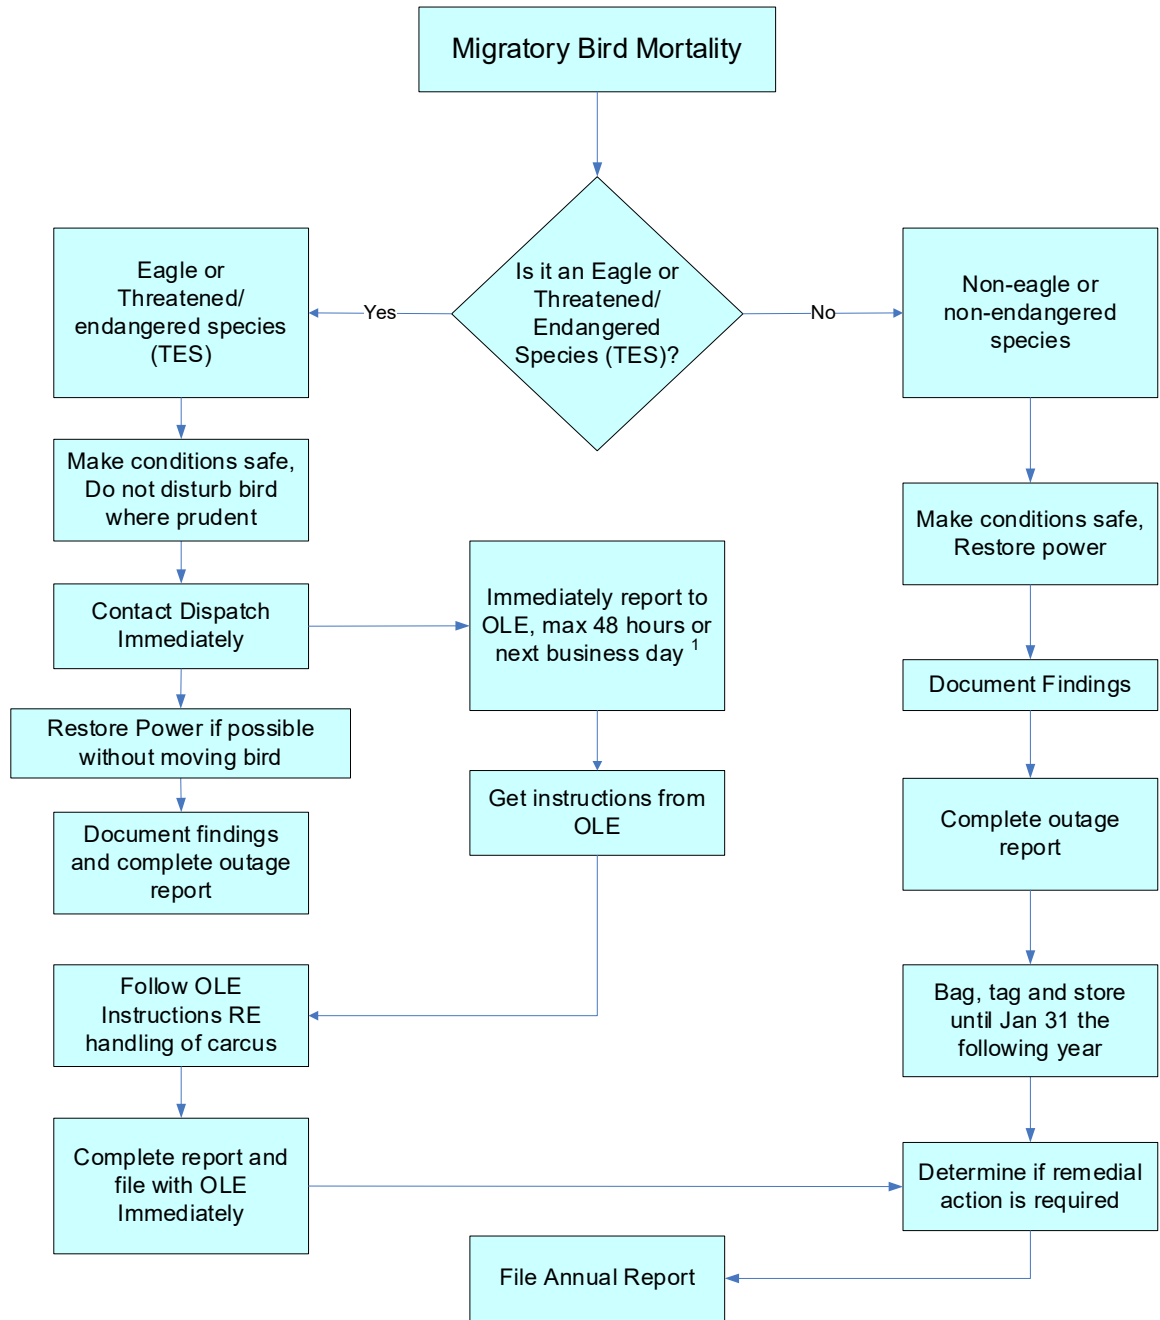 Migratory Bird Mortality
Is it an Eagle or
Threatened/
Endangered
Species (TES)?
Yes
No
Eagle or
Threatened/
endangered species
(TES)
Make conditions safe,
Do not disturb bird
where prudent
Contact Dispatch
Immediately
Restore Power if possible
without moving bird
Document findings
and complete outage
report
Immediately report to
OLE, max 48 hours or
next business day 1
Get instructions from
OLE
Follow OLE
Instructions RE
handling of carcus
Complete report and
file with OLE
Immediately
Non-eagle or
non-endangered
species
Make conditions safe,
Restore power
Document Findings
Complete outage
report
Bag, tag and store
until Jan 31 the
following year
Determine if remedial
action is required
File Annual Report